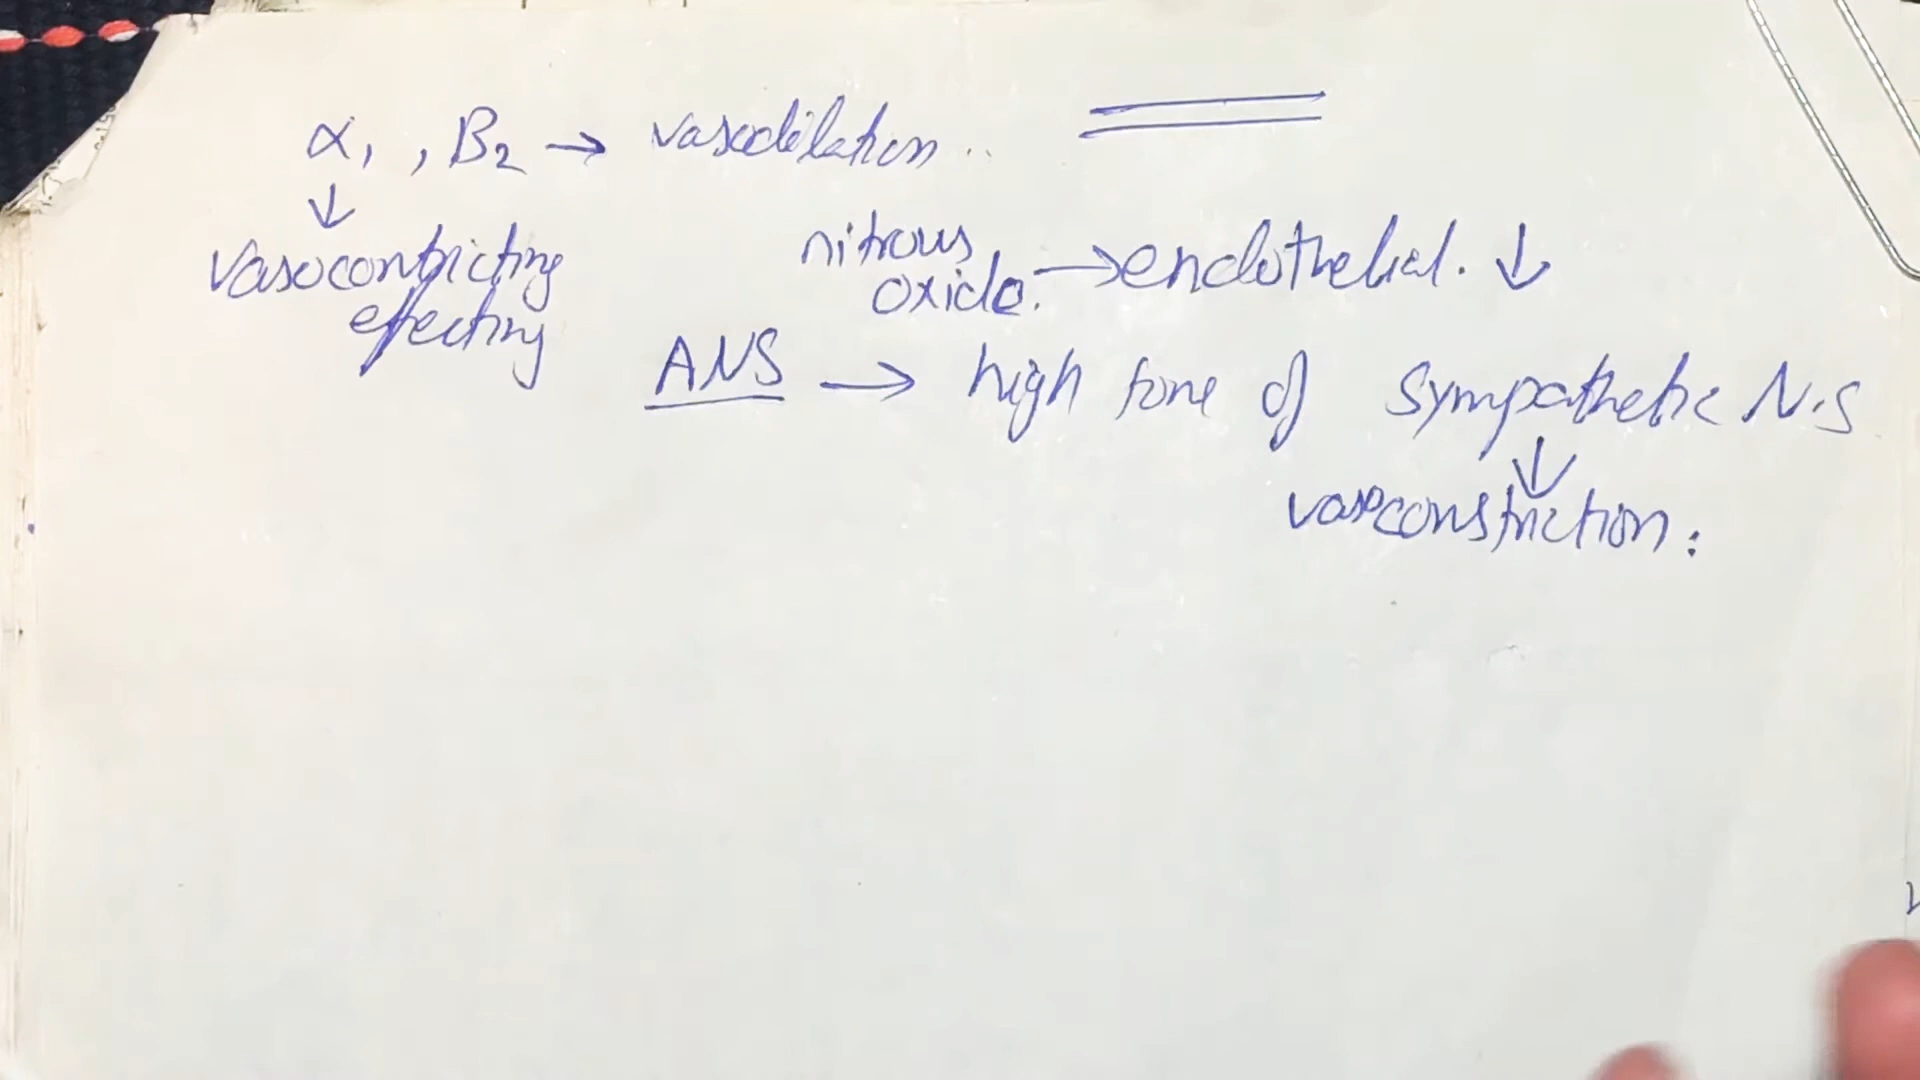 α₁ , B₂ → vasodilation ..
↓
vasocontricting
effecting
nitrous
oxide. → endothelial. ↓
ANS → high tone of sympathetic N.S
↓
vasoconstriction :